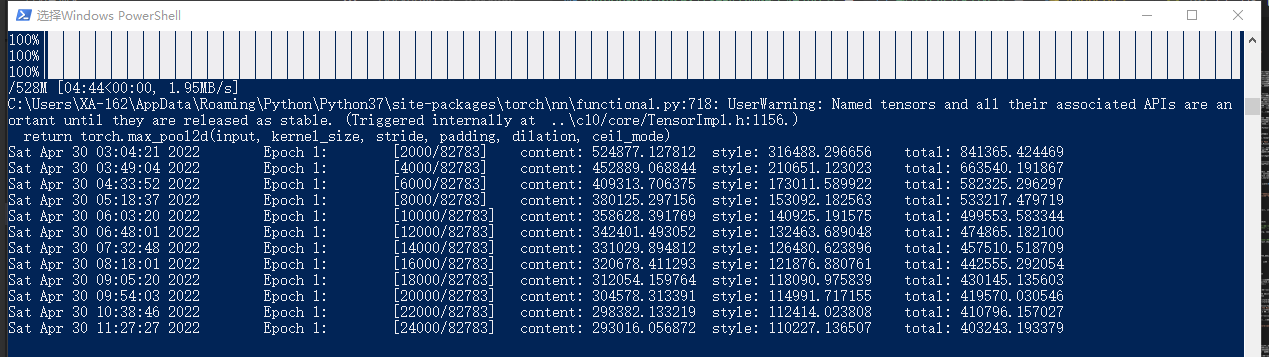 选择Windows PowerShell
100%
100%
100%
/528M [04:44<00:00, 1.95MB/s]
C:\Users\XA-162\AppData\Roaming\Python\Python37\site-packages\torch\nn\functional.py:718: UserWarning: Named tensors and all their associated APIs are an
ortant until they are released as stable. (Triggered internally at  ..\c10/core/TensorImpl.h:1156.)
  return torch.max_pool2d(input, kernel_size, stride, padding, dilation, ceil_mode)
Sat Apr 30 03:04:21 2022 Epoch 1: [2000/82783] content: 524877.127812 style: 316488.296656 total: 841365.424469
Sat Apr 30 03:49:04 2022 Epoch 1: [4000/82783] content: 452889.068844 style: 210651.123023 total: 663540.191867
Sat Apr 30 04:33:52 2022 Epoch 1: [6000/82783] content: 409313.706375 style: 173011.589922 total: 582325.296297
Sat Apr 30 05:18:37 2022 Epoch 1: [8000/82783] content: 380125.297156 style: 153092.182563 total: 533217.479719
Sat Apr 30 06:03:20 2022 Epoch 1: [10000/82783] content: 358628.391769 style: 140925.191575 total: 499553.583344
Sat Apr 30 06:48:01 2022 Epoch 1: [12000/82783] content: 342401.493052 style: 132463.689048 total: 474865.182100
Sat Apr 30 07:32:48 2022 Epoch 1: [14000/82783] content: 331029.894812 style: 126480.623896 total: 457510.518709
Sat Apr 30 08:18:01 2022 Epoch 1: [16000/82783] content: 320678.411293 style: 121876.880761 total: 442555.292054
Sat Apr 30 09:05:20 2022 Epoch 1: [18000/82783] content: 312054.159764 style: 118090.975839 total: 430145.135603
Sat Apr 30 09:54:03 2022 Epoch 1: [20000/82783] content: 304578.313391 style: 114991.717155 total: 419570.030546
Sat Apr 30 10:38:46 2022 Epoch 1: [22000/82783] content: 298382.133219 style: 112414.023808 total: 410796.157027
Sat Apr 30 11:27:27 2022 Epoch 1: [24000/82783] content: 293016.056872 style: 110227.136507 total: 403243.193379